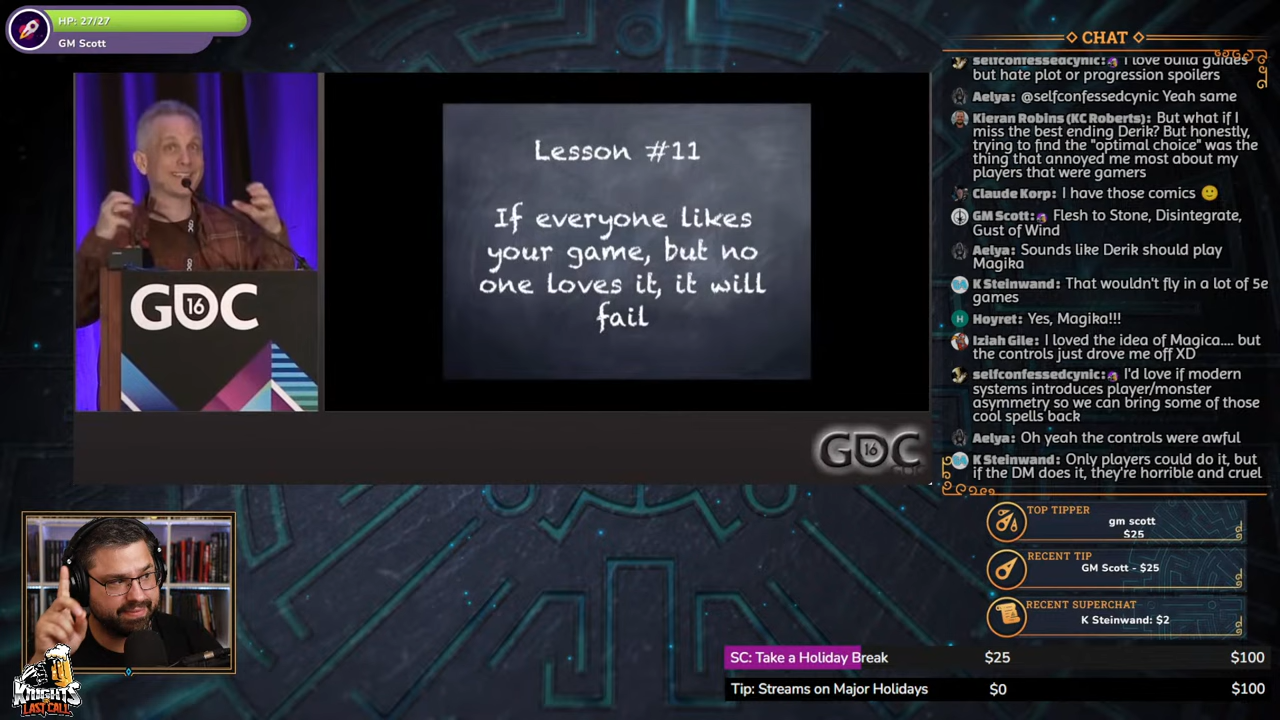 HP: 27/27
GM Scott
GDC 16
Lesson #11
If everyone likes
your game, but no
one loves it, it will
fail
GDC 16
KNIGHTS
OF
LAST CALL
CHAT
selfconfessedcynic: I love build guides
but hate plot or progression spoilers
Aelya: @selfconfessedcynic Yeah same
Kieran Robins (KC Roberts): But what if I
miss the best ending Derik? But honestly,
trying to find the "optimal choice" was the
thing that annoyed me most about my
players that were gamers
Claude Korp: I have those comics 🙂
GM Scott: Flesh to Stone, Disintegrate,
Gust of Wind
Aelya: Sounds like Derik should play
Magika
K Steinwand: That wouldn't fly in a lot of 5e
games
H Hoyret: Yes, Magika!!!
Iziah Gile: I loved the idea of Magica.... but
the controls just drove me off XD
selfconfessedcynic: I'd love if modern
systems introduces player/monster
asymmetry so we can bring some of those
cool spells back
Aelya: Oh yeah the controls were awful
K Steinwand: Only players could do it, but
if the DM does it, they're horrible and cruel
TOP TIPPER
gm scott
$25
RECENT TIP
GM Scott - $25
RECENT SUPERCHAT
K Steinwand: $2
SC: Take a Holiday Break $25 $100
Tip: Streams on Major Holidays $0 $100